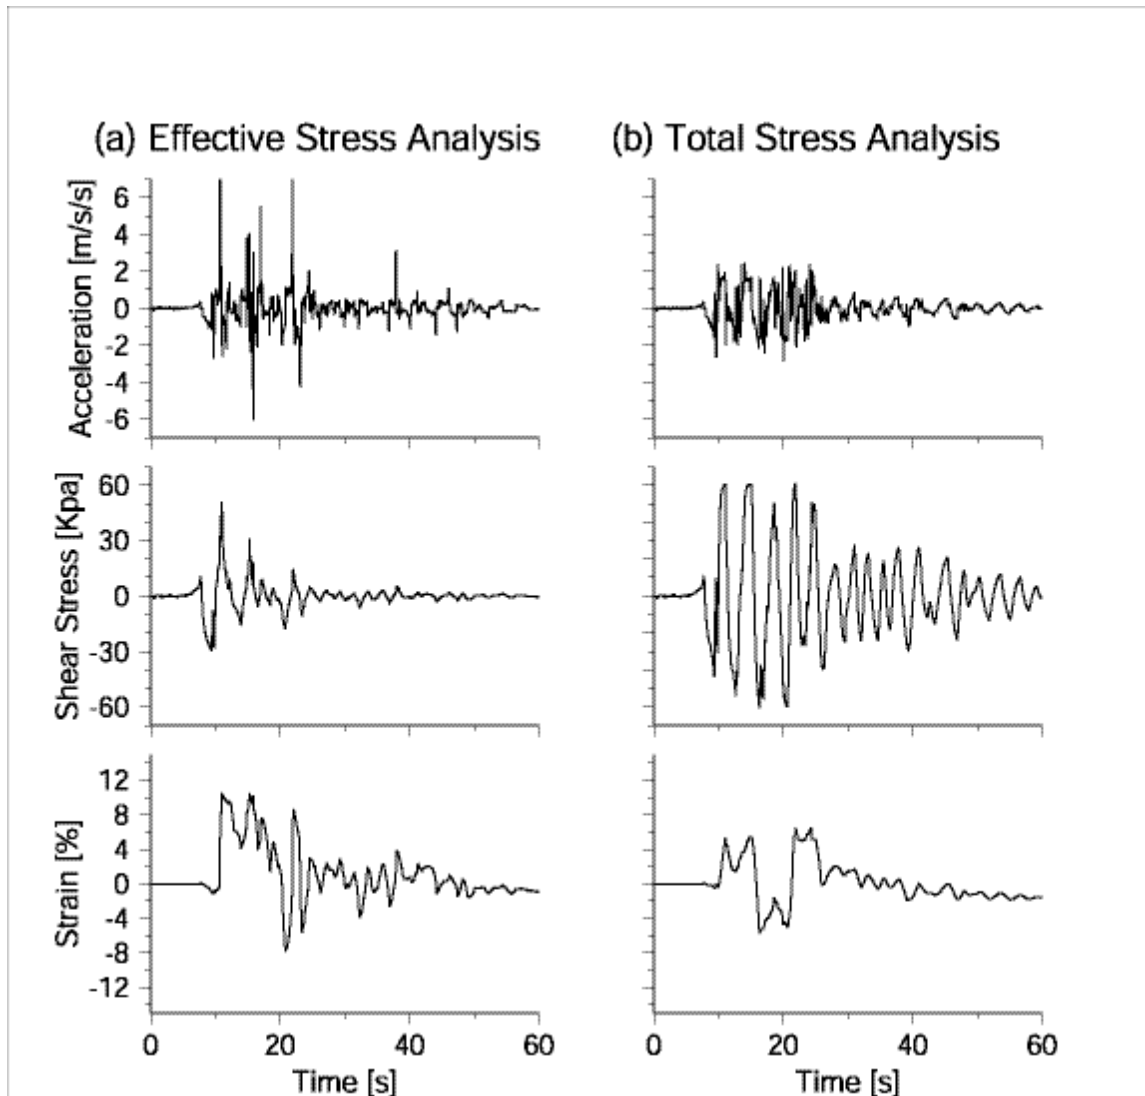 (a) Effective Stress Analysis
(b) Total Stress Analysis
Acceleration [m/s/s]
6
4
2
0
-2
-4
-6
Shear Stress [Kpa]
60
30
0
-30
-60
Strain [%]
12
8
4
0
-4
-8
-12
0 20 40 60
Time [s]
0 20 40 60
Time [s]